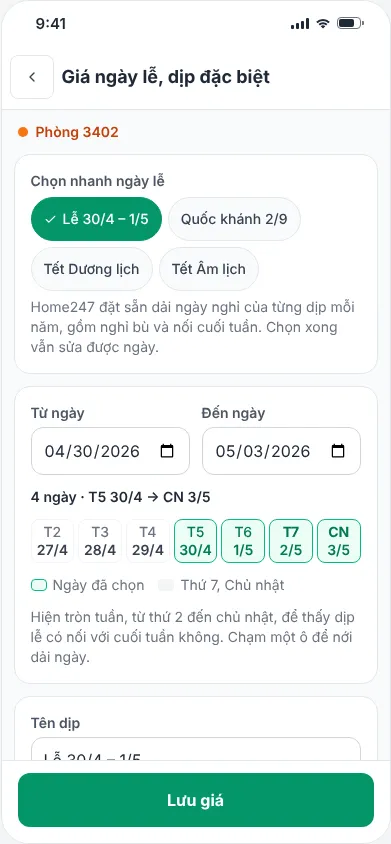 9:41
Giá ngày lễ, dịp đặc biệt
Phòng 3402
Chọn nhanh ngày lễ
Lễ 30/4 – 1/5
Quốc khánh 2/9
Tết Dương lịch
Tết Âm lịch
Home247 đặt sẵn dải ngày nghỉ của từng dịp mỗi
năm, gồm nghỉ bù và nối cuối tuần. Chọn xong
vẫn sửa được ngày.
Từ ngày
Đến ngày
04/30/2026
05/03/2026
4 ngày · T5 30/4 → CN 3/5
T2 T3 T4 T5 T6 T7 CN
27/4 28/4 29/4 30/4 1/5 2/5 3/5
Ngày đã chọn
Thứ 7, Chủ nhật
Hiện tròn tuần, từ thứ 2 đến chủ nhật, để thấy dịp
lễ có nối với cuối tuần không. Chạm một ô để nới
dải ngày.
Tên dịp
Lễ 30/4 – 1/5
Lưu giá